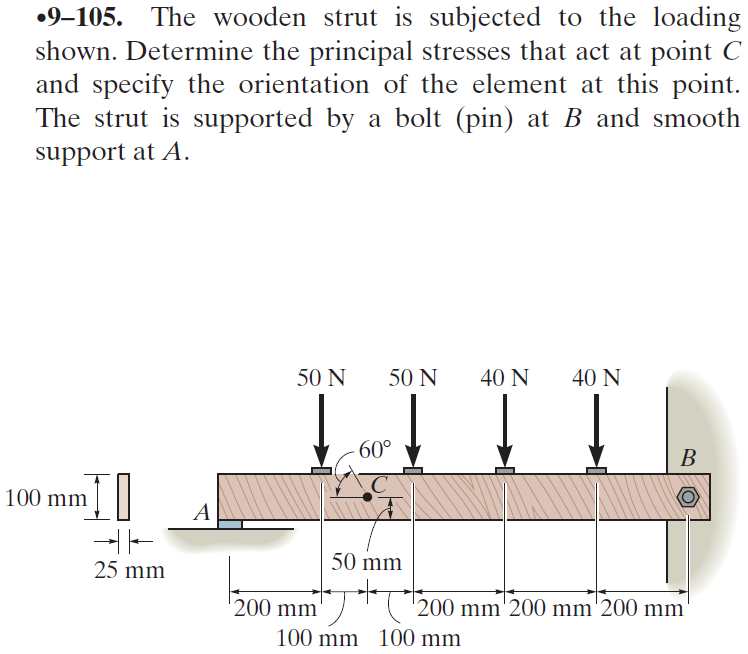 •9–105. The wooden strut is subjected to the loading
shown. Determine the principal stresses that act at point C
and specify the orientation of the element at this point.
The strut is supported by a bolt (pin) at B and smooth
support at A.
50 N 50 N 40 N 40 N
60°
B
C
100 mm
A
50 mm
25 mm
200 mm 200 mm 200 mm 200 mm
100 mm 100 mm